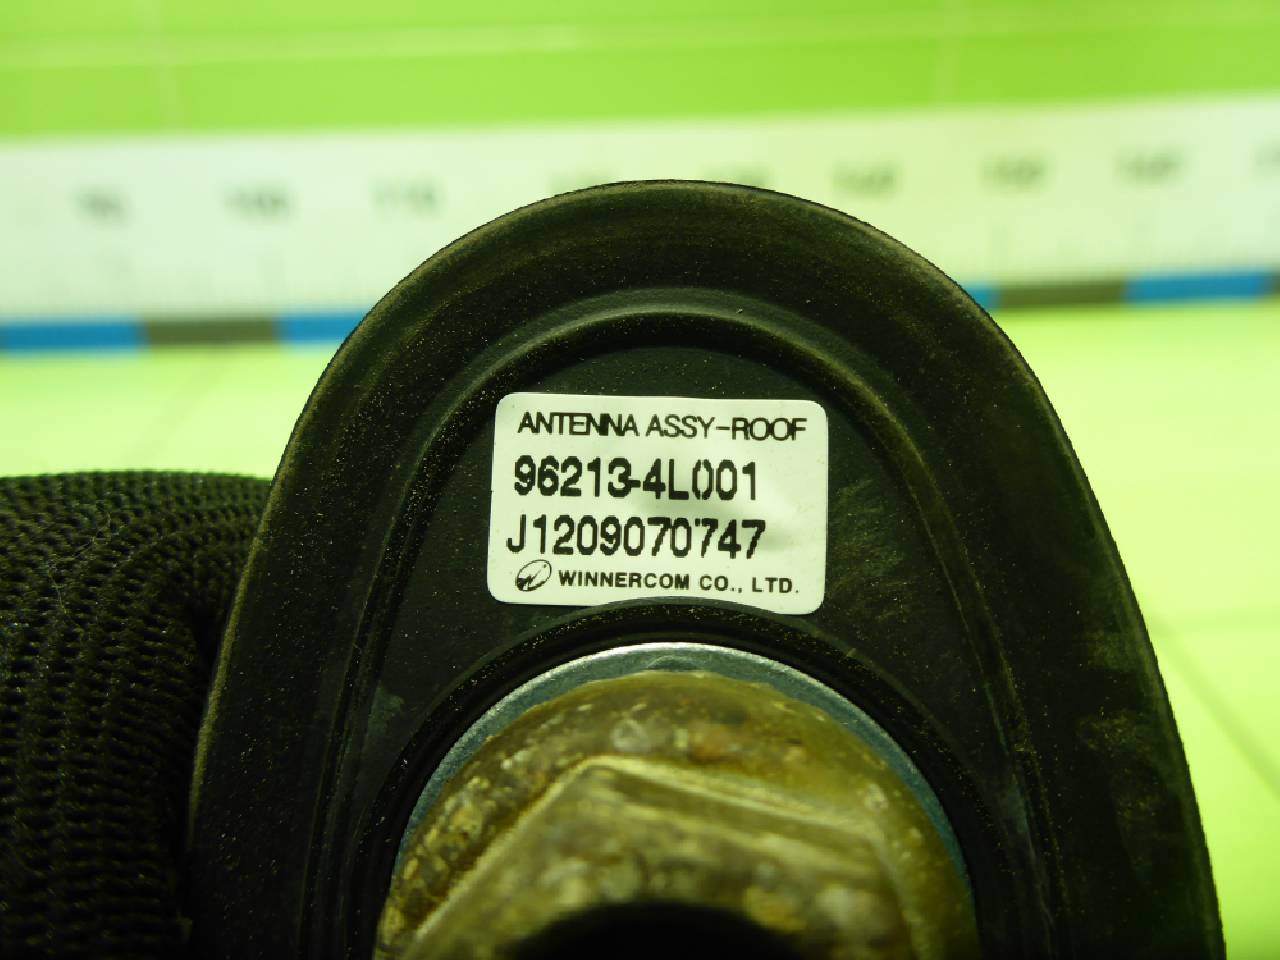 ANTENNA ASSY-ROOF
96213-4L001
J1209070747
WINNERCOM CO., LTD.